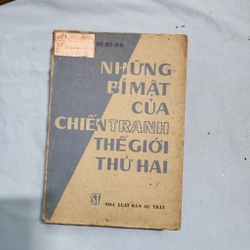 NHỮNG
BÍ MẬT
CỦA
CHIẾN TRANH
THẾ GIỚI
THỨ HAI
ST
NHÀ XUẤT BẢN SỰ THẬT